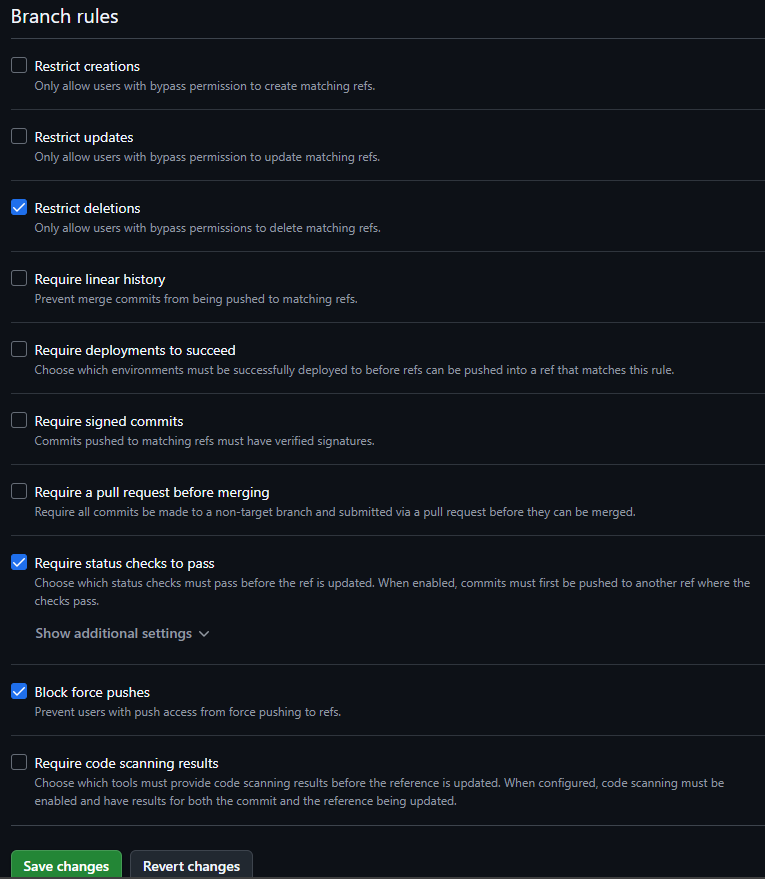 Branch rules
Restrict creations
Only allow users with bypass permission to create matching refs.
Restrict updates
Only allow users with bypass permission to update matching refs.
Restrict deletions
Only allow users with bypass permissions to delete matching refs.
Require linear history
Prevent merge commits from being pushed to matching refs.
Require deployments to succeed
Choose which environments must be successfully deployed to before refs can be pushed into a ref that matches this rule.
Require signed commits
Commits pushed to matching refs must have verified signatures.
Require a pull request before merging
Require all commits be made to a non-target branch and submitted via a pull request before they can be merged.
Require status checks to pass
Choose which status checks must pass before the ref is updated. When enabled, commits must first be pushed to another ref where the
checks pass.
Show additional settings
Block force pushes
Prevent users with push access from force pushing to refs.
Require code scanning results
Choose which tools must provide code scanning results before the reference is updated. When configured, code scanning must be
enabled and have results for both the commit and the reference being updated.
Save changes Revert changes